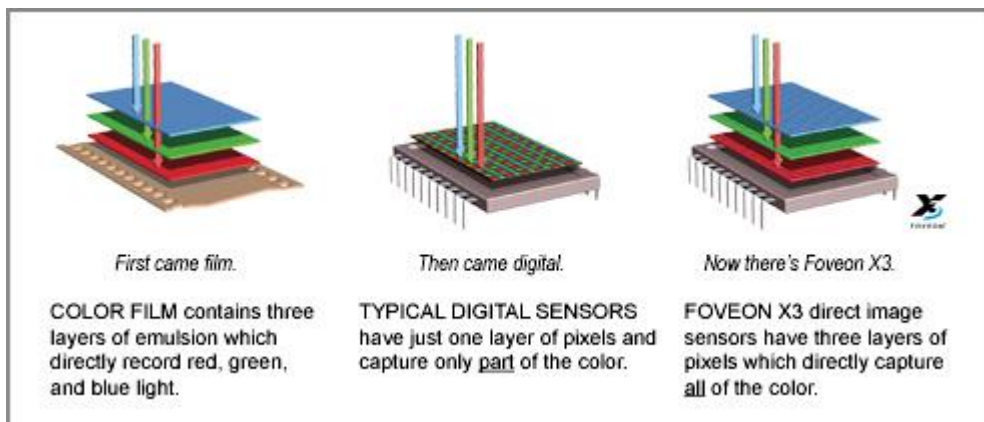 X3
FOVEON
First came film.
Then came digital.
Now there's Foveon X3.
COLOR FILM contains three
layers of emulsion which
directly record red, green,
and blue light.
TYPICAL DIGITAL SENSORS
have just one layer of pixels and
capture only part of the color.
FOVEON X3 direct image
sensors have three layers of
pixels which directly capture
all of the color.